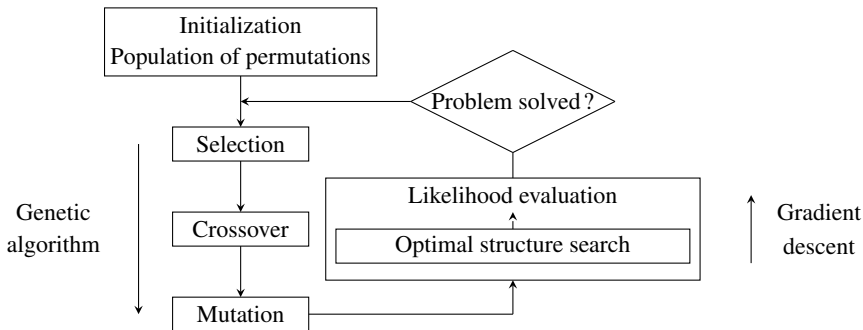 Initialization
Population of permutations
Problem solved ?
Selection
Likelihood evaluation
Genetic
algorithm
Crossover
Optimal structure search
Gradient
descent
Mutation